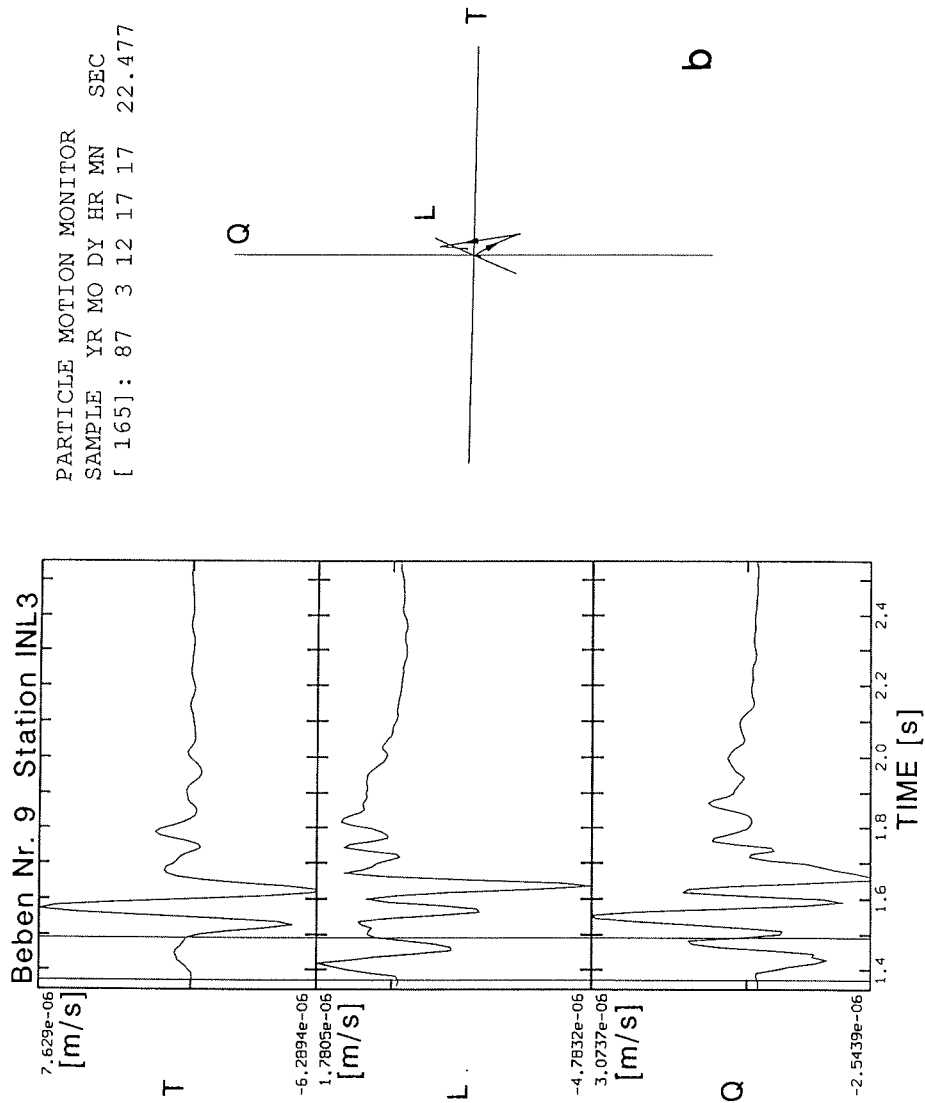 Beben Nr. 9 Station INL3
7.629e-06
[m/s]
T
-6.2894e-06
1.7805e-06
[m/s]
L
-4.7832e-06
3.0737e-06
[m/s]
Q
-2.5439e-06
1.4 1.6 1.8 2.0 2.2 2.4
TIME [s]
PARTICLE MOTION MONITOR
SAMPLE YR MO DY HR MN SEC
[ 165]: 87 3 12 17 17 22.477
Q
L
T
b